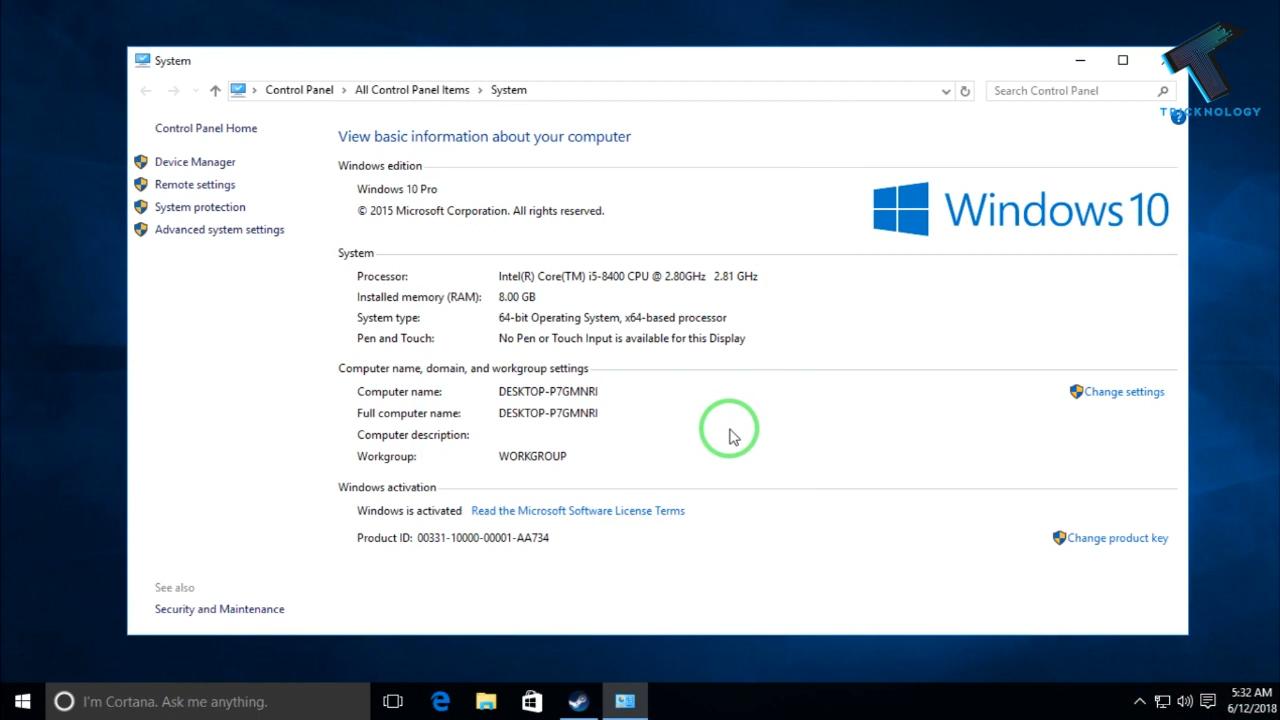 System
Control Panel > All Control Panel Items > System
Search Control Panel
TRICKNOLOGY
Control Panel Home
Device Manager
Remote settings
System protection
Advanced system settings
See also
Security and Maintenance
View basic information about your computer
Windows edition
Windows 10 Pro
© 2015 Microsoft Corporation. All rights reserved.
Windows 10
System
Processor: Intel(R) Core(TM) i5-8400 CPU @ 2.80GHz 2.81 GHz
Installed memory (RAM): 8.00 GB
System type: 64-bit Operating System, x64-based processor
Pen and Touch: No Pen or Touch Input is available for this Display
Computer name, domain, and workgroup settings
Computer name: DESKTOP-P7GMNRI
Change settings
Full computer name: DESKTOP-P7GMNRI
Computer description:
Workgroup: WORKGROUP
Windows activation
Windows is activated Read the Microsoft Software License Terms
Product ID: 00331-10000-00001-AA734
Change product key
I'm Cortana. Ask me anything.
5:32 AM
6/12/2018